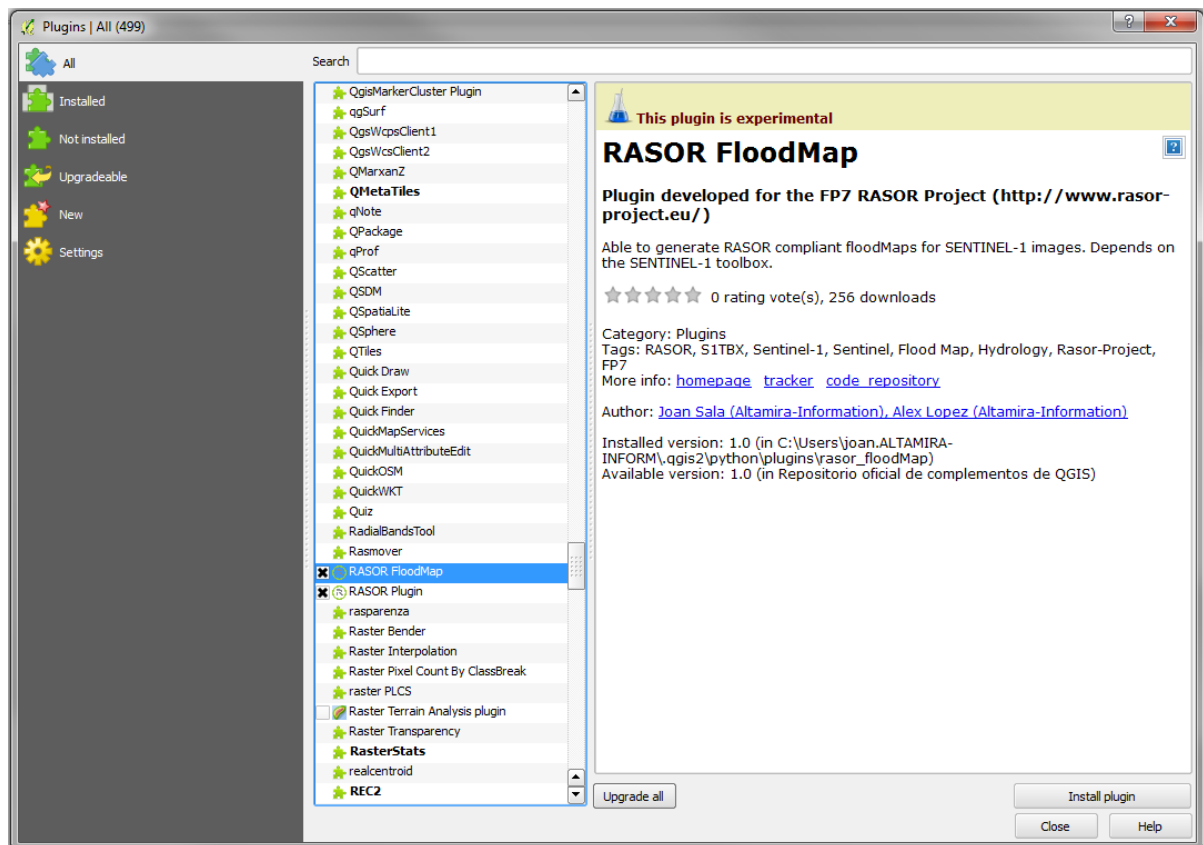 Plugins | All (499)
All
Installed
Not installed
Upgradeable
New
Settings
Search
QgisMarkerCluster Plugin
qgSurf
QgsWcpsClient1
QgsWcsClient2
QMarxanZ
QMetaTiles
qNote
QPackage
qProf
QScatter
QSDM
QSpatiaLite
QSphere
QTiles
Quick Draw
Quick Export
Quick Finder
QuickMapServices
QuickMultiAttributeEdit
QuickOSM
QuickWKT
Quiz
RadialBandsTool
Rasmover
RASOR FloodMap
RASOR Plugin
rasparenza
Raster Bender
Raster Interpolation
Raster Pixel Count By ClassBreak
raster PLCS
Raster Terrain Analysis plugin
Raster Transparency
RasterStats
realcentroid
REC2
This plugin is experimental
RASOR FloodMap
Plugin developed for the FP7 RASOR Project (http://www.rasor-
project.eu/)
Able to generate RASOR compliant floodMaps for SENTINEL-1 images. Depends on
the SENTINEL-1 toolbox.
0 rating vote(s), 256 downloads
Category: Plugins
Tags: RASOR, S1TBX, Sentinel-1, Sentinel, Flood Map, Hydrology, Rasor-Project,
FP7
More info: homepage tracker code_repository
Author: Joan Sala (Altamira-Information), Alex Lopez (Altamira-Information)
Installed version: 1.0 (in C:\Users\joan.ALTAMIRA-
INFORM\.qgis2\python\plugins\rasor_floodMap)
Available version: 1.0 (in Repositorio oficial de complementos de QGIS)
Upgrade all
Install plugin
Close
Help